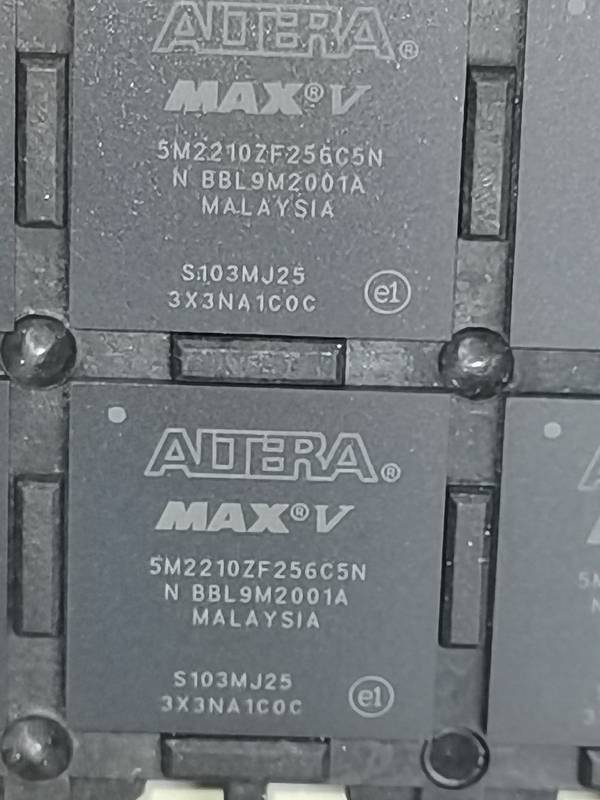 ALTERA®
MAX® V
5M2210ZF256C5N
N BBL9M2001A
MALAYSIA
S103MJ25
3X3NA1C0C
e1
ALTERA®
MAX® V
5M2210ZF256C5N
N BBL9M2001A
MALAYSIA
S103MJ25
3X3NA1C0C
e1